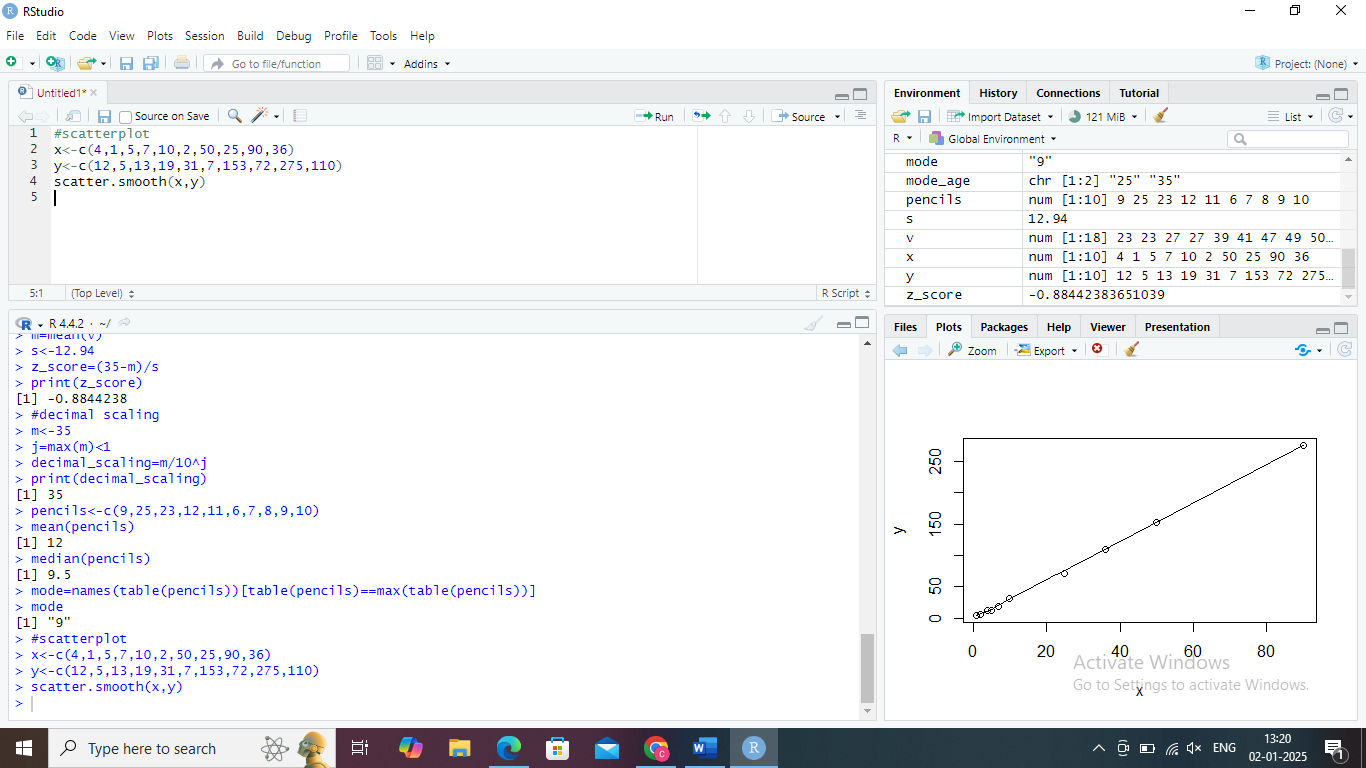 RStudio
File Edit Code View Plots Session Build Debug Profile Tools Help
Go to file/function Addins Project: (None)
Untitled1*
Source on Save Run Source
1 #scatterplot
2 x<-c(4,1,5,7,10,2,50,25,90,36)
3 y<-c(12,5,13,19,31,7,153,72,275,110)
4 scatter.smooth(x,y)
5
5:1 (Top Level) R Script
R 4.4.2 · ~/
> m=mean(v)
> s<-12.94
> z_score=(35-m)/s
> print(z_score)
[1] -0.8844238
> #decimal scaling
> m<-35
> j=max(m)<1
> decimal_scaling=m/10^j
> print(decimal_scaling)
[1] 35
> pencils<-c(9,25,23,12,11,6,7,8,9,10)
> mean(pencils)
[1] 12
> median(pencils)
[1] 9.5
> mode=names(table(pencils))[table(pencils)==max(table(pencils))]
> mode
[1] "9"
> #scatterplot
> x<-c(4,1,5,7,10,2,50,25,90,36)
> y<-c(12,5,13,19,31,7,153,72,275,110)
> scatter.smooth(x,y)
>
Environment History Connections Tutorial
Import Dataset 121 MiB List
R Global Environment
mode "9"
mode_age chr [1:2] "25" "35"
pencils num [1:10] 9 25 23 12 11 6 7 8 9 10
s 12.94
v num [1:18] 23 23 27 27 39 41 47 49 50…
x num [1:10] 4 1 5 7 10 2 50 25 90 36
y num [1:10] 12 5 13 19 31 7 153 72 275…
z_score -0.88442383651039
Files Plots Packages Help Viewer Presentation
Zoom Export
250
150
50
0
y
0 20 40 60 80
x
Activate Windows
Go to Settings to activate Windows.
Type here to search
ENG
13:20
02-01-2025
1